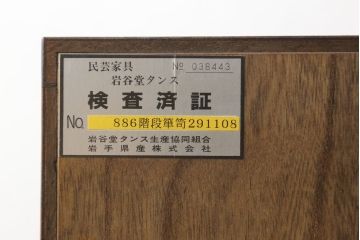 民芸家具 № 038443
岩谷堂タンス
検査済証
No. 886階段箪笥291108
岩谷堂タンス生産協同組合
岩手県産株式会社